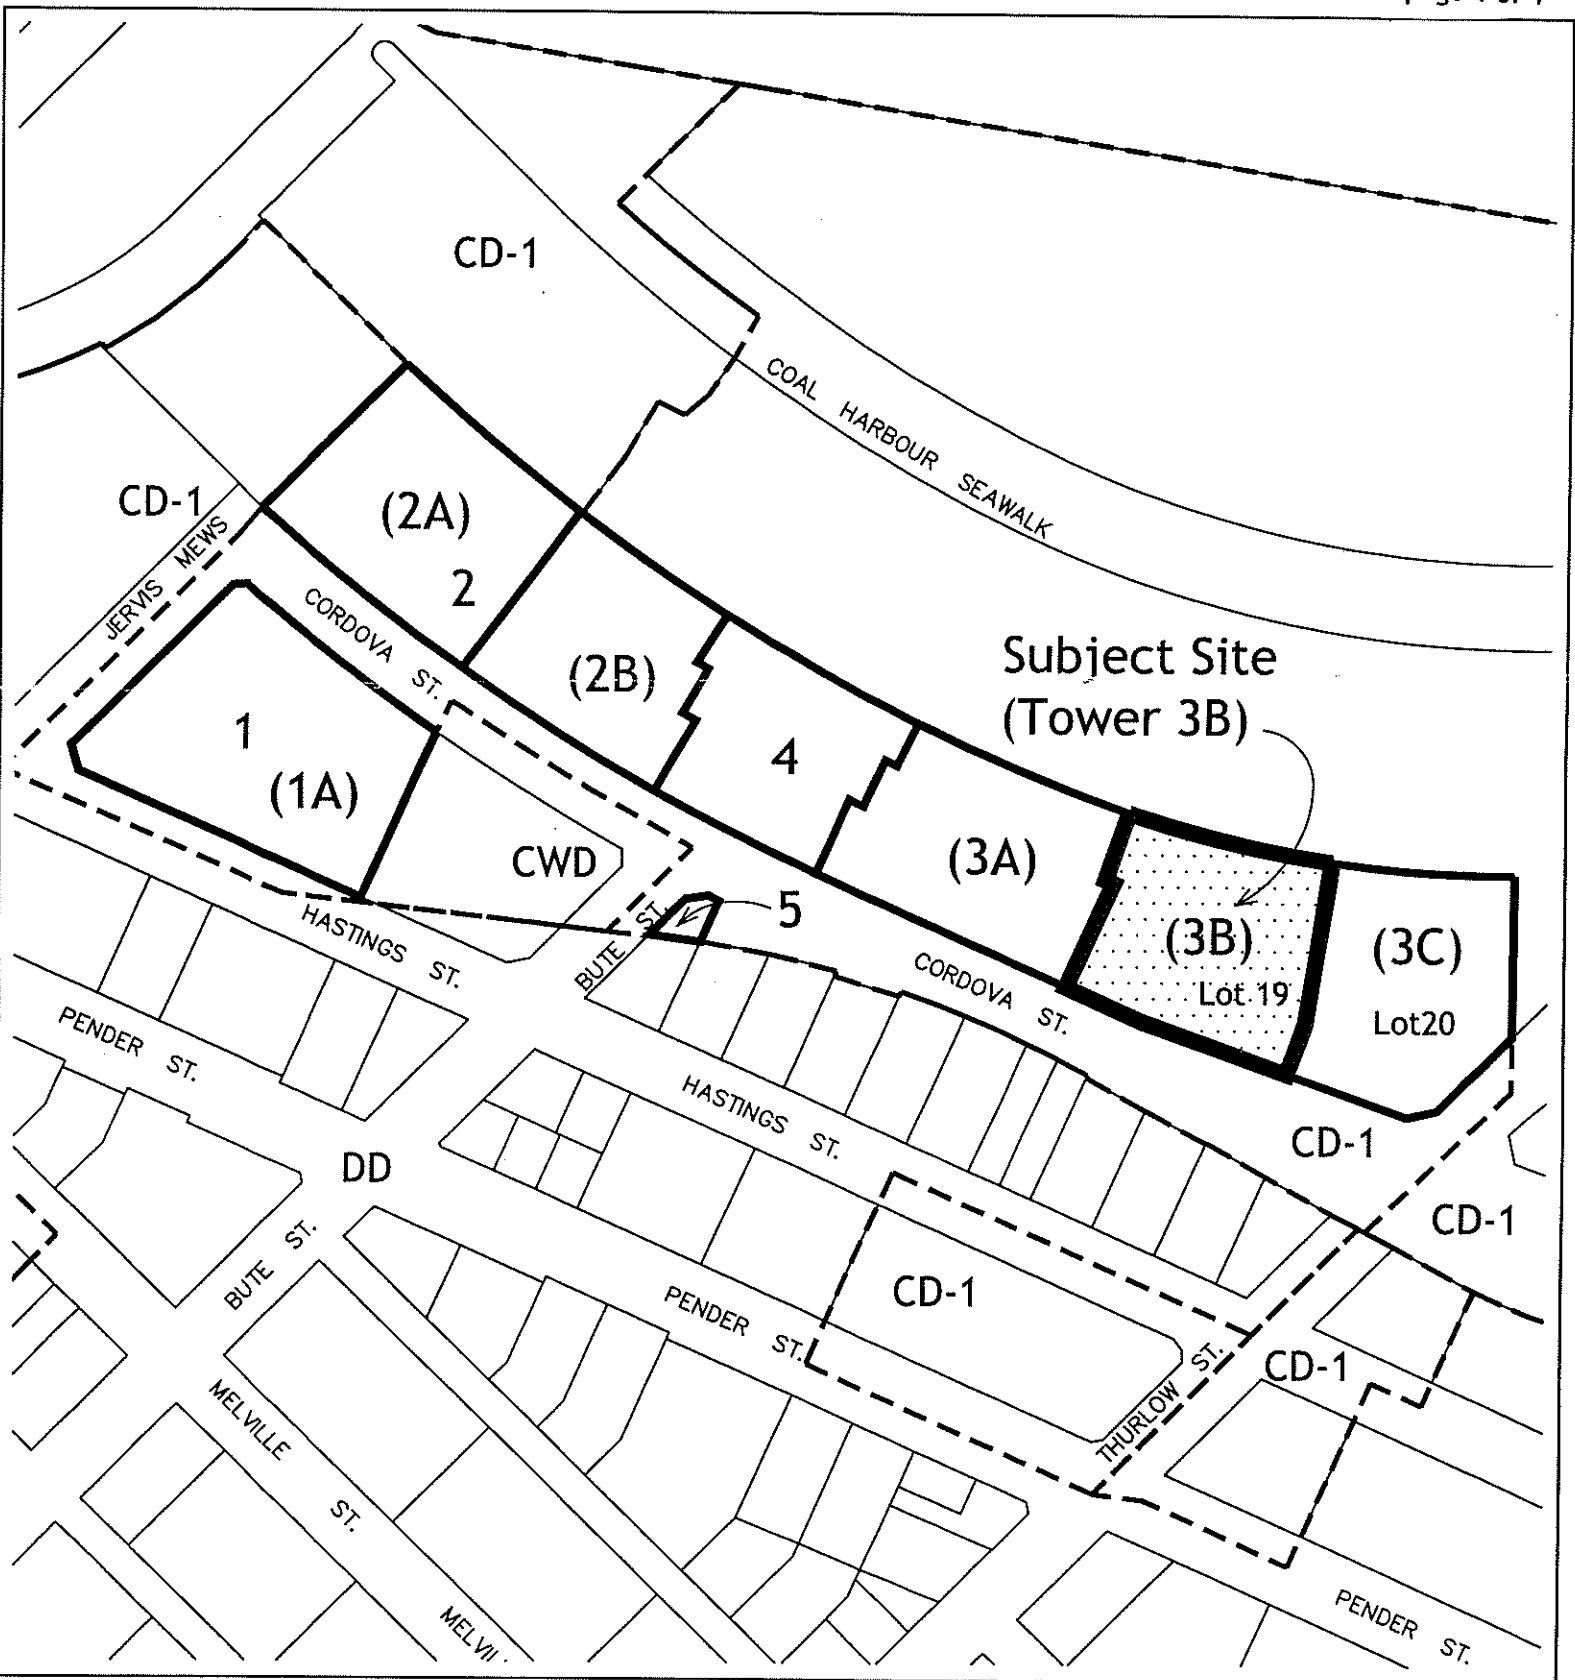 CD-1
COAL HARBOUR SEAWALK
CD-1
(2A)
2
JERVIS MEWS
CORDOVA ST.
(2B)
Subject Site
(Tower 3B)
1
(1A)
4
CWD
(3A)
5
(3B)
Lot 19
(3C)
Lot20
HASTINGS ST.
BUTE ST.
CORDOVA ST.
PENDER ST.
HASTINGS ST.
CD-1
DD
CD-1
BUTE ST.
CD-1
PENDER ST.
THURLOW ST.
CD-1
MELVILLE ST.
PENDER ST.